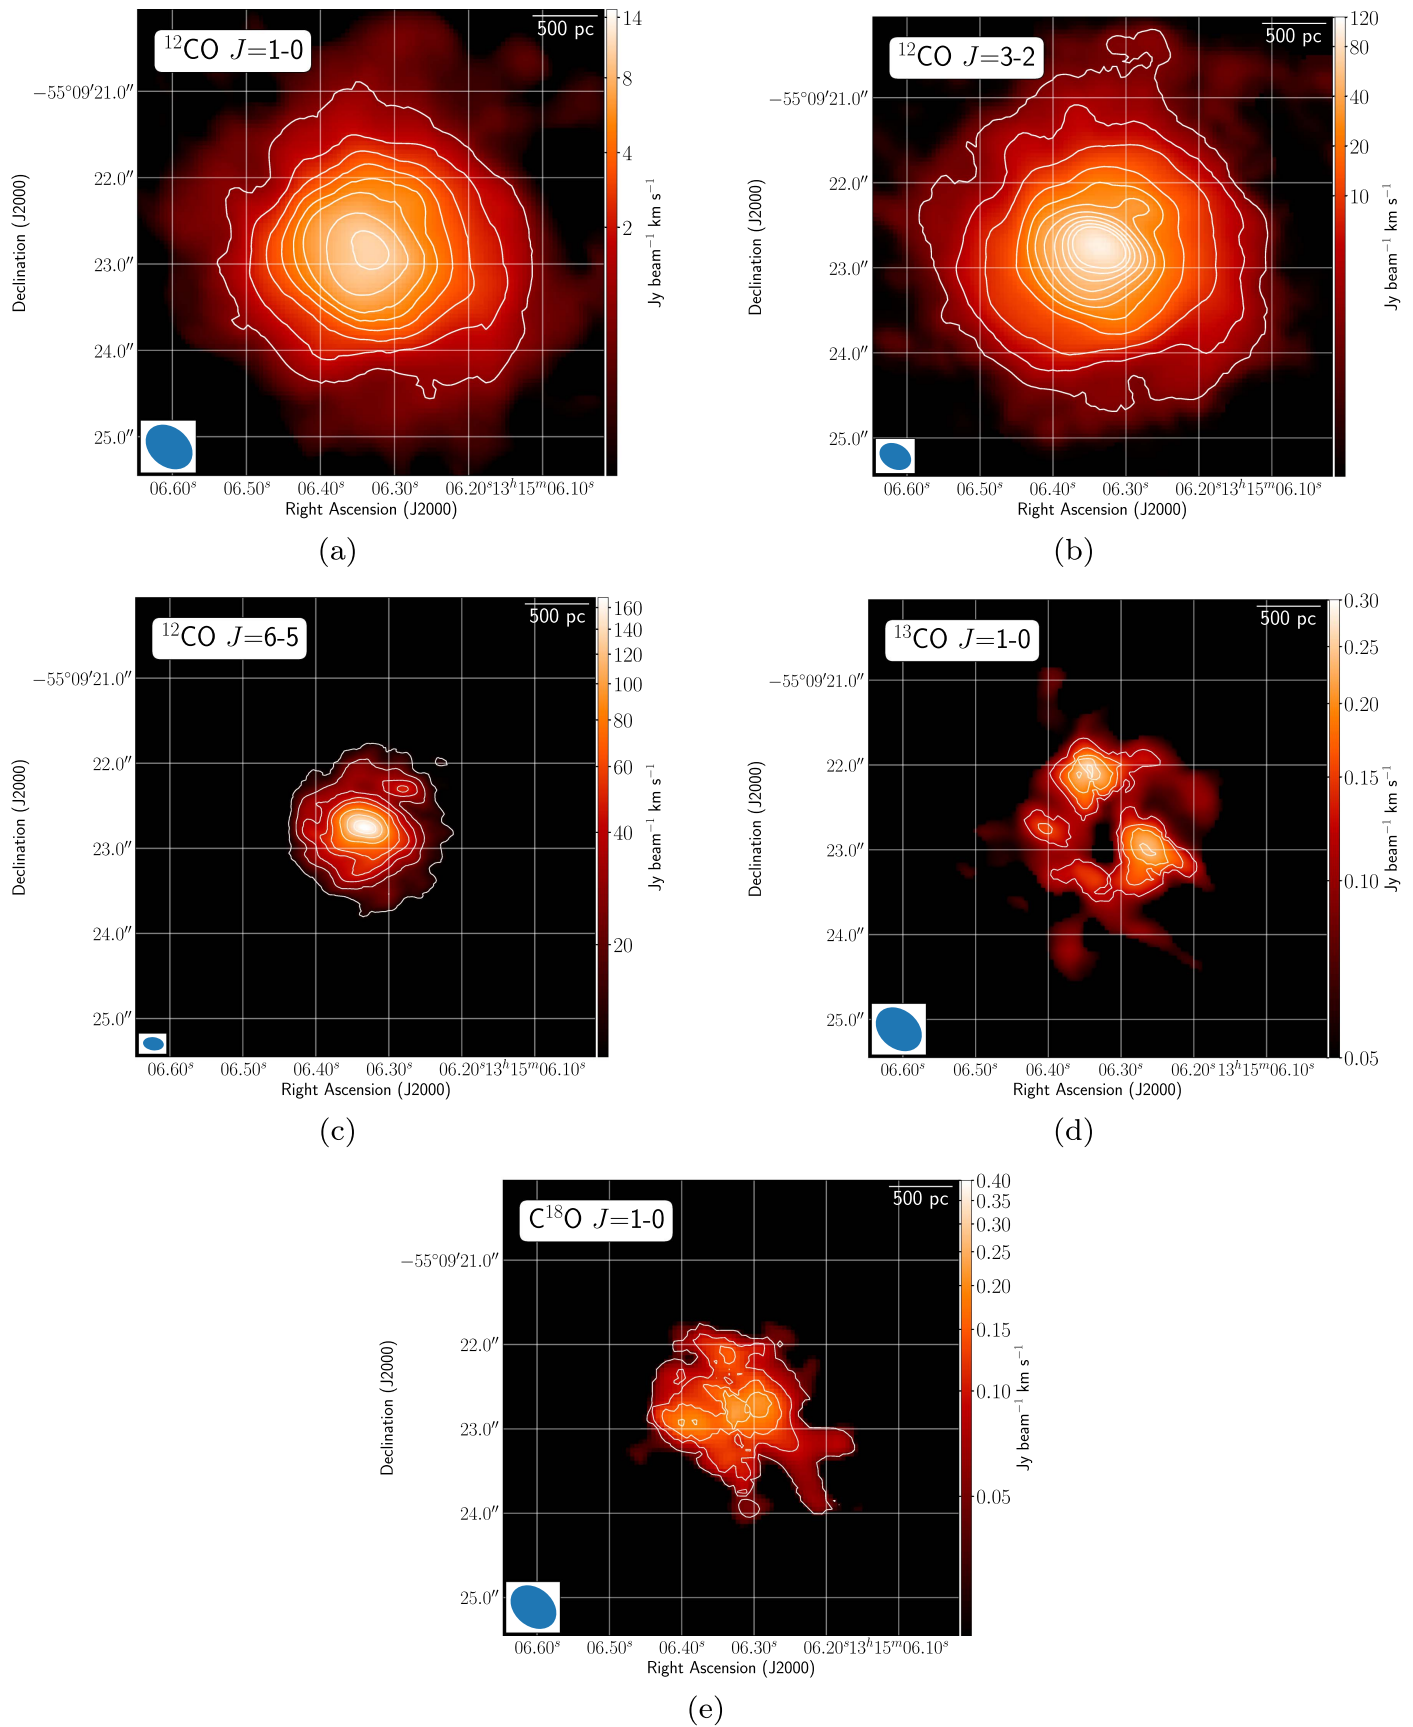 ¹²CO J=1-0
500 pc
14
8
4
2
−55°09′21.0″
22.0″
23.0″
24.0″
25.0″
Declination (J2000)
Jy beam⁻¹ km s⁻¹
06.60ˢ 06.50ˢ 06.40ˢ 06.30ˢ 06.20ˢ13ʰ15ᵐ06.10ˢ
Right Ascension (J2000)
(a)
¹²CO J=3-2
500 pc
120
80
40
20
10
−55°09′21.0″
22.0″
23.0″
24.0″
25.0″
Declination (J2000)
Jy beam⁻¹ km s⁻¹
06.60ˢ 06.50ˢ 06.40ˢ 06.30ˢ 06.20ˢ13ʰ15ᵐ06.10ˢ
Right Ascension (J2000)
(b)
¹²CO J=6-5
500 pc
160
140
120
100
80
60
40
20
−55°09′21.0″
22.0″
23.0″
24.0″
25.0″
Declination (J2000)
Jy beam⁻¹ km s⁻¹
06.60ˢ 06.50ˢ 06.40ˢ 06.30ˢ 06.20ˢ13ʰ15ᵐ06.10ˢ
Right Ascension (J2000)
(c)
¹³CO J=1-0
500 pc
0.30
0.25
0.20
0.15
0.10
0.05
−55°09′21.0″
22.0″
23.0″
24.0″
25.0″
Declination (J2000)
Jy beam⁻¹ km s⁻¹
06.60ˢ 06.50ˢ 06.40ˢ 06.30ˢ 06.20ˢ13ʰ15ᵐ06.10ˢ
Right Ascension (J2000)
(d)
C¹⁸O J=1-0
500 pc
0.40
0.35
0.30
0.25
0.20
0.15
0.10
0.05
−55°09′21.0″
22.0″
23.0″
24.0″
25.0″
Declination (J2000)
Jy beam⁻¹ km s⁻¹
06.60ˢ 06.50ˢ 06.40ˢ 06.30ˢ 06.20ˢ13ʰ15ᵐ06.10ˢ
Right Ascension (J2000)
(e)